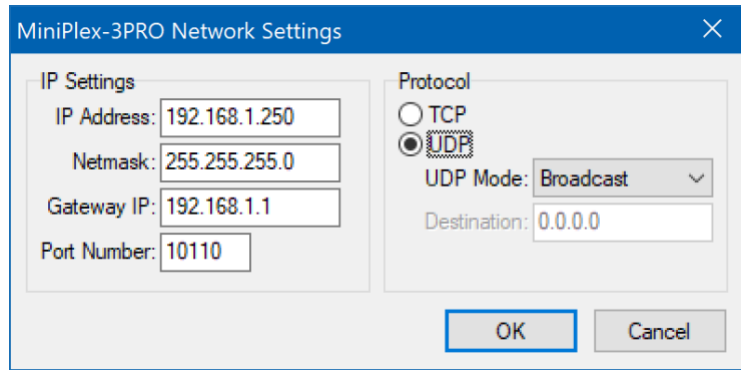 MiniPlex-3PRO Network Settings
IP Settings
IP Address: 192.168.1.250
Netmask: 255.255.255.0
Gateway IP: 192.168.1.1
Port Number: 10110
Protocol
TCP
UDP
UDP Mode: Broadcast
Destination: 0.0.0.0
OK
Cancel